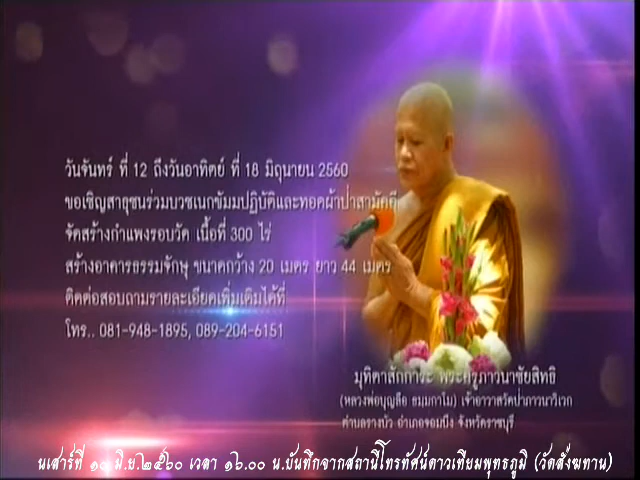 วันจันทร์ ที่ 12 ถึงวันอาทิตย์ ที่ 18 มิถุนายน 2560
ขอเชิญสาธุชนร่วมบวชเนกขัมมปฏิบัติและทอดผ้าป่าสามัคคี
จัดสร้างกำแพงรอบวัด เนื้อที่ 300 ไร่
สร้างอาคารธรรมจักษุ ขนาดกว้าง 20 เมตร ยาว 44 เมตร
ติดต่อสอบถามรายละเอียดเพิ่มเติมได้ที่
โทร.. 081-948-1895, 089-204-6151
มุทิตาสักการะ พระครูภาวนาชัยสิทธิ
(หลวงพ่อบุญลือ ธมฺมกาโม) เจ้าอาวาสวัดป่าภาวนาวิเวก
ตำบลรางบัว อำเภอจอมบึง จังหวัดราชบุรี
นเสาร์ที่ ๑๐ มิ.ย.๒๕๖๐ เวลา ๑๖.๐๐ น.บันทึกจากสถานีโทรทัศน์ดาวเทียมพุทธภูมิ (วัดสังฆทาน)